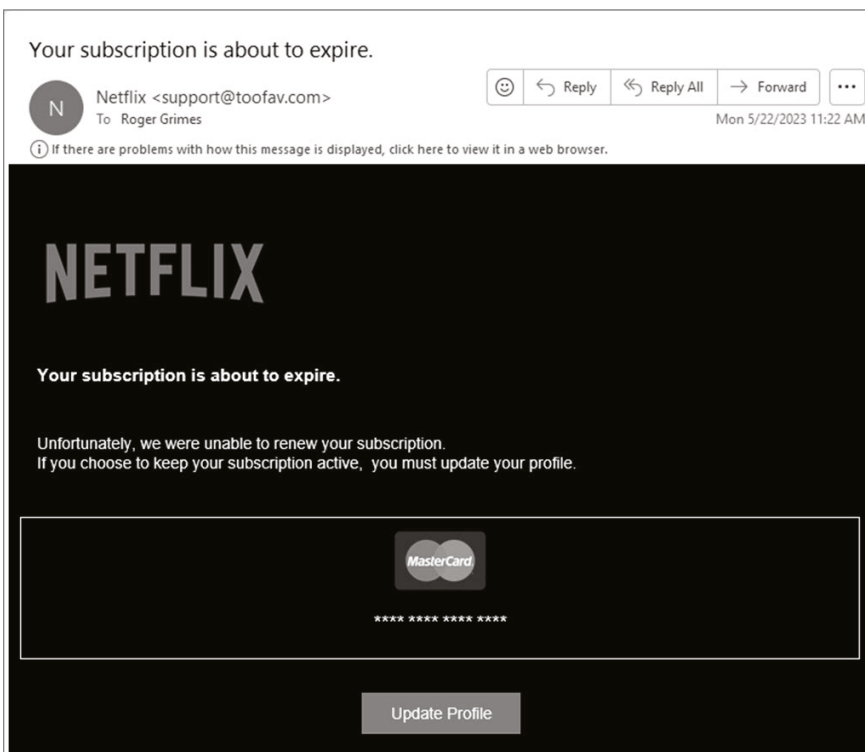 Your subscription is about to expire.
N
Netflix <support@toofav.com>
To Roger Grimes
Reply
Reply All
Forward
Mon 5/22/2023 11:22 AM
If there are problems with how this message is displayed, click here to view it in a web browser.
NETFLIX
Your subscription is about to expire.
Unfortunately, we were unable to renew your subscription.
If you choose to keep your subscription active, you must update your profile.
MasterCard
**** **** **** ****
Update Profile